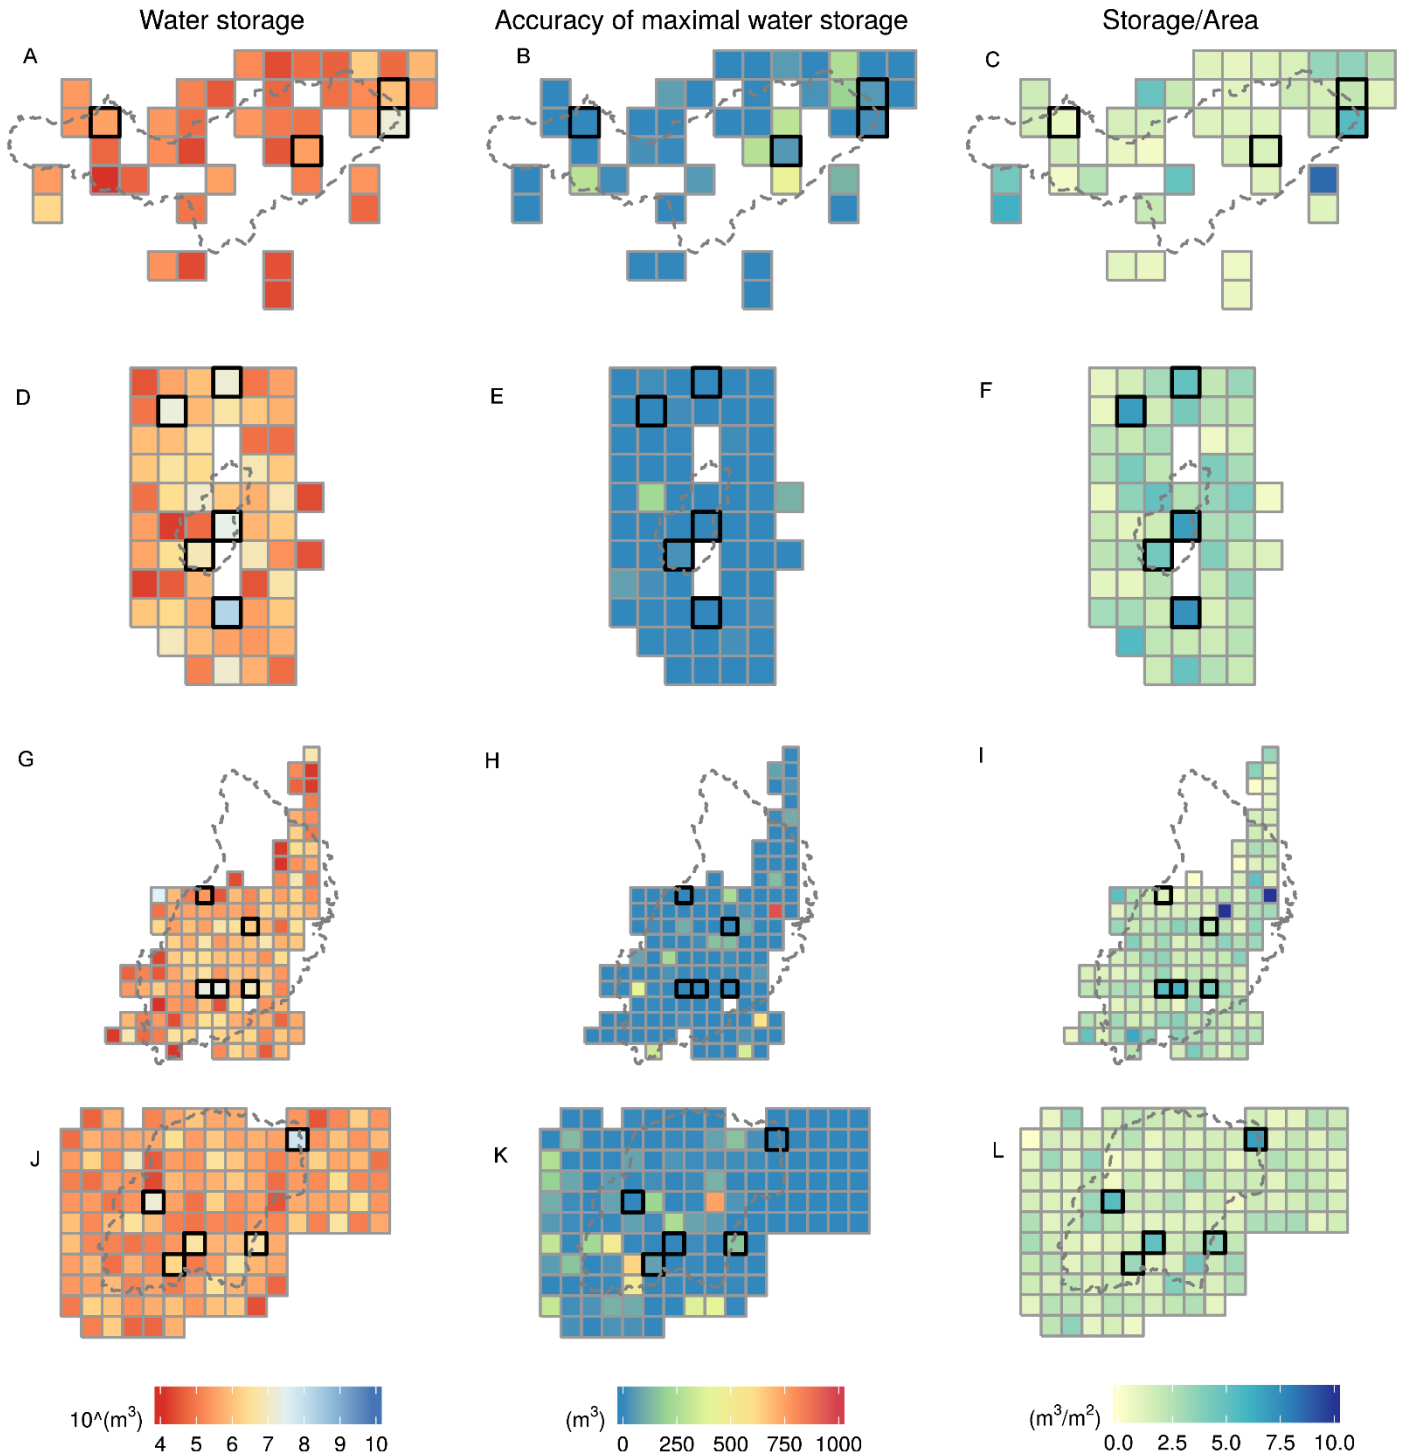 Water storage
Accuracy of maximal water storage
Storage/Area
A
B
C
D
E
F
G
H
I
J
K
L
10^(m³)
4 5 6 7 8 9 10
(m³)
0 250 500 750 1000
(m³/m²)
0.0 2.5 5.0 7.5 10.0